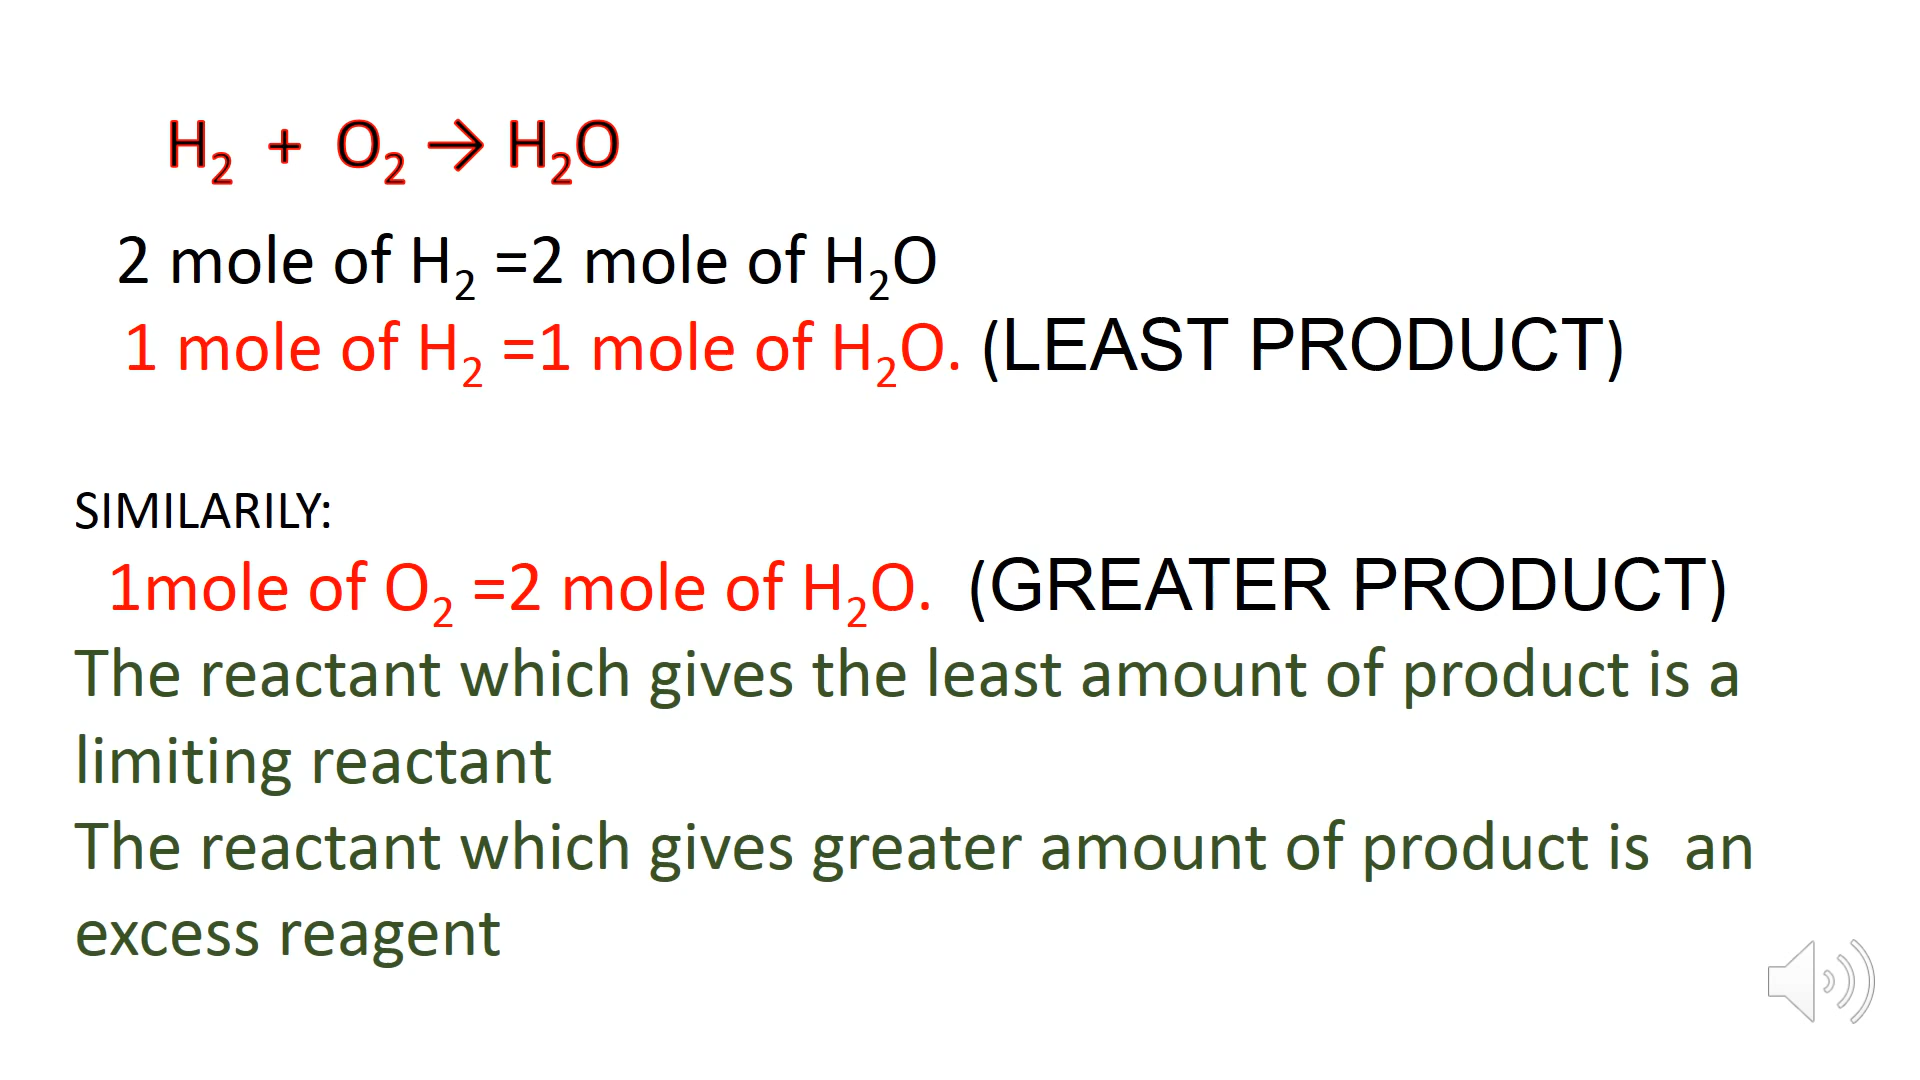 H₂ + O₂ → H₂O
2 mole of H₂ =2 mole of H₂O
1 mole of H₂ =1 mole of H₂O. (LEAST PRODUCT)
SIMILARILY:
1mole of O₂ =2 mole of H₂O. (GREATER PRODUCT)
The reactant which gives the least amount of product is a
limiting reactant
The reactant which gives greater amount of product is an
excess reagent